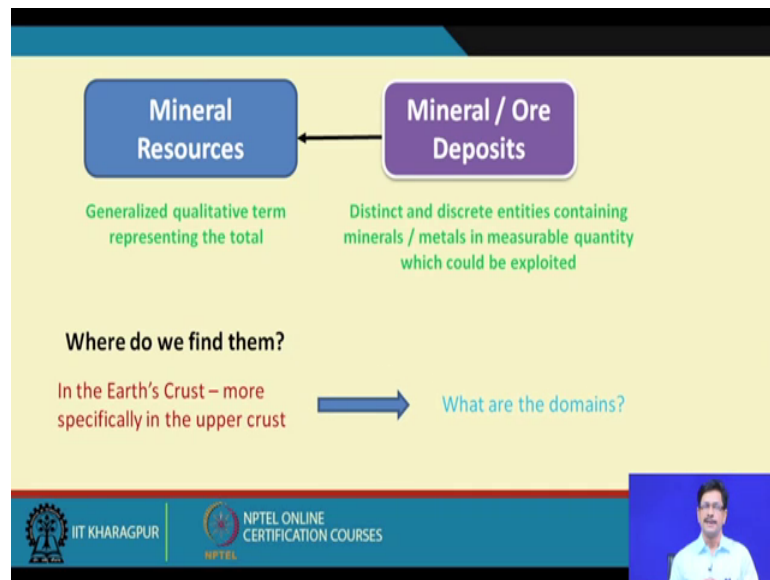 Mineral
Resources
Mineral / Ore
Deposits
Generalized qualitative term
representing the total
Distinct and discrete entities containing
minerals / metals in measurable quantity
which could be exploited
Where do we find them?
In the Earth's Crust – more
specifically in the upper crust
What are the domains?
IIT KHARAGPUR
NPTEL
NPTEL ONLINE
CERTIFICATION COURSES